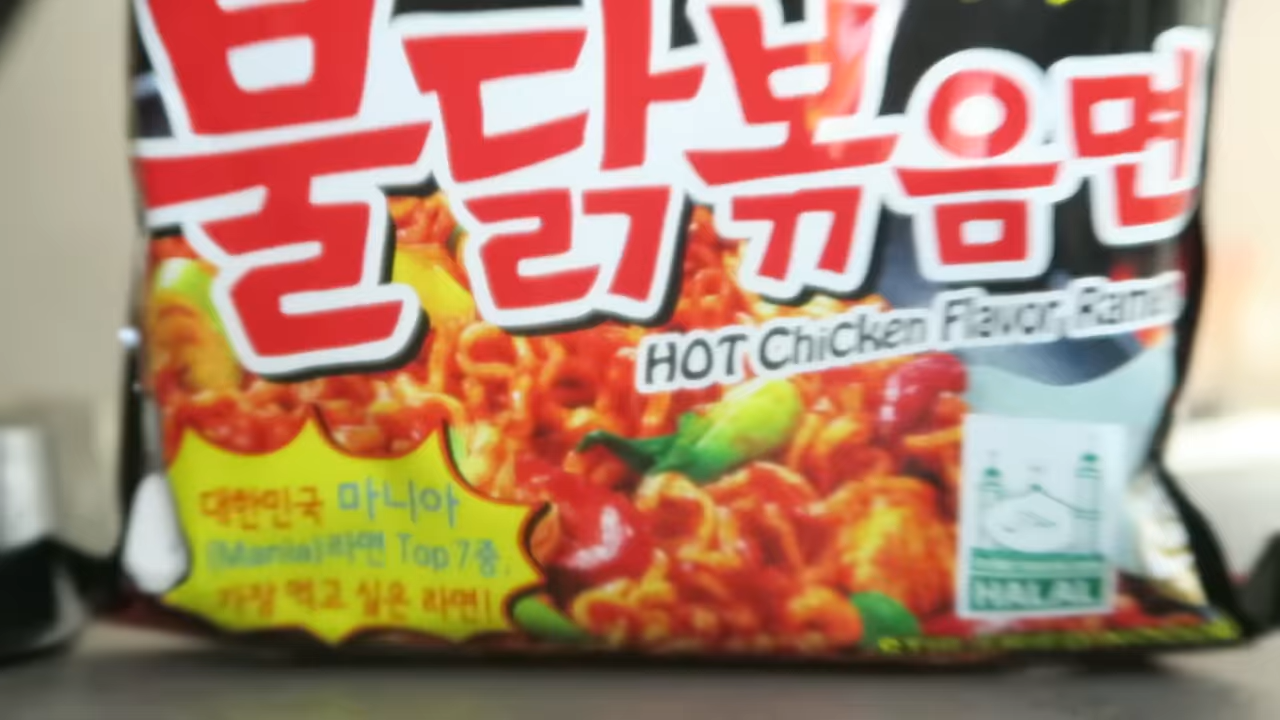 불닭볶음면
HOT Chicken Flavor Ramen
대한민국 마니아
(Mania)라면 Top 7 중,
가장 먹고 싶은 라면!
HALAL